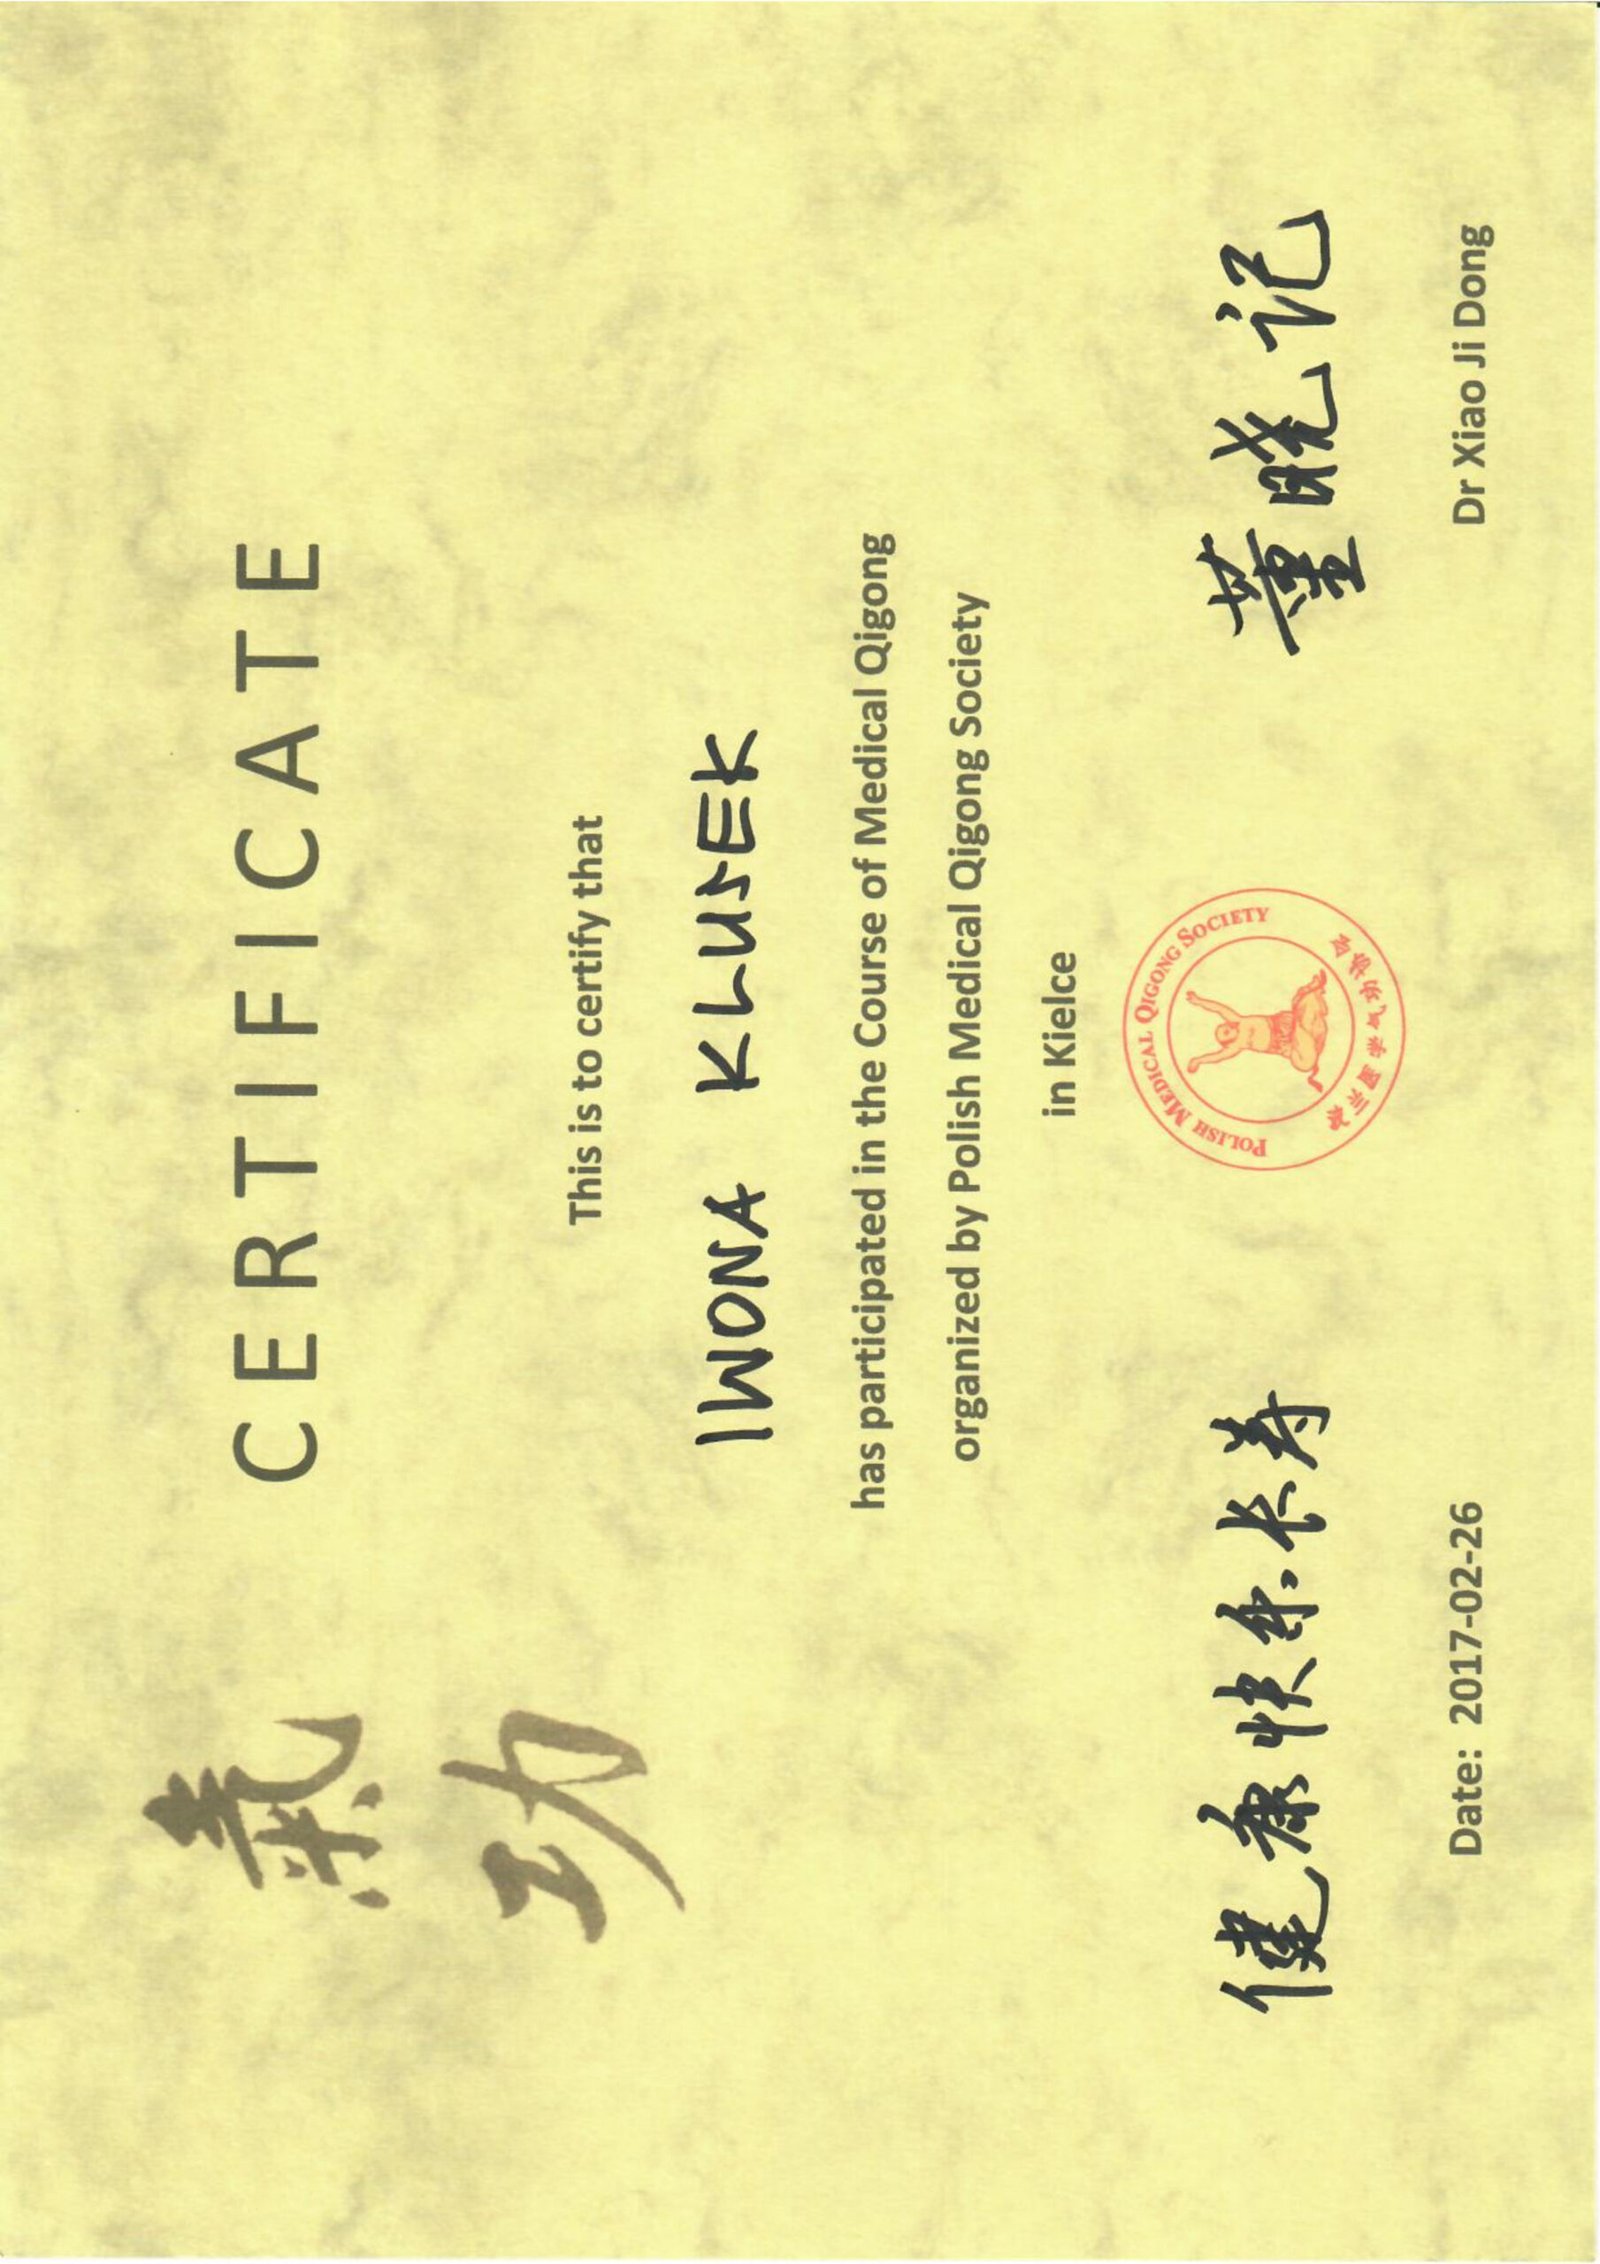 氣
功
CERTIFICATE
This is to certify that
IWONA KLUSEK
has participated in the Course of Medical Qigong
organized by Polish Medical Qigong Society
in Kielce
POLISH MEDICAL QIGONG SOCIETY
健康快乐长寿
董晓记
Date: 2017-02-26
Dr Xiao Ji Dong